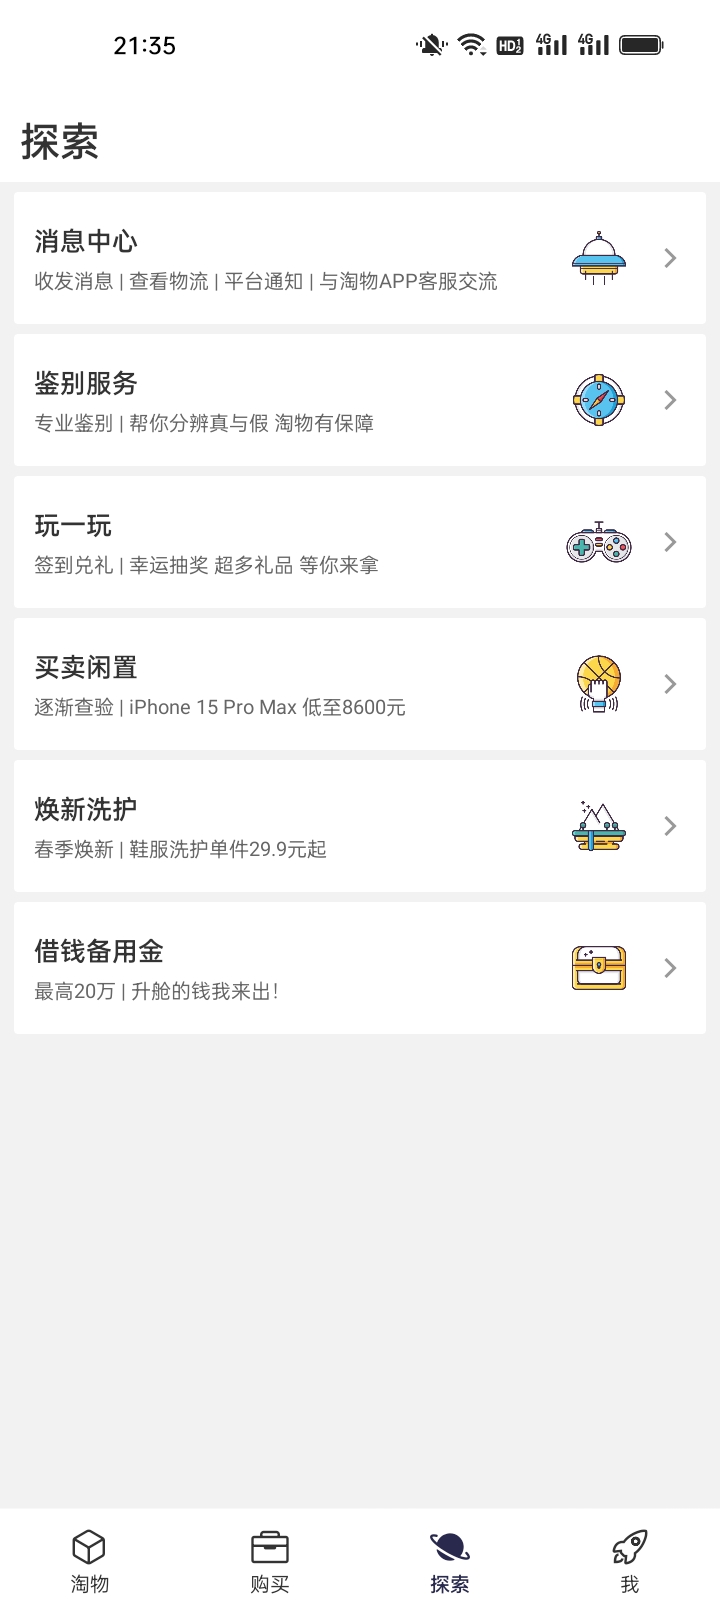 21:35
HD 4G 4G
探索
消息中心
收发消息 | 查看物流 | 平台通知 | 与淘物APP客服交流
鉴别服务
专业鉴别 | 帮你分辨真与假 淘物有保障
玩一玩
签到兑礼 | 幸运抽奖 超多礼品 等你来拿
买卖闲置
逐渐查验 | iPhone 15 Pro Max 低至8600元
焕新洗护
春季焕新 | 鞋服洗护单件29.9元起
借钱备用金
最高20万 | 升舱的钱我来出！
淘物
购买
探索
我